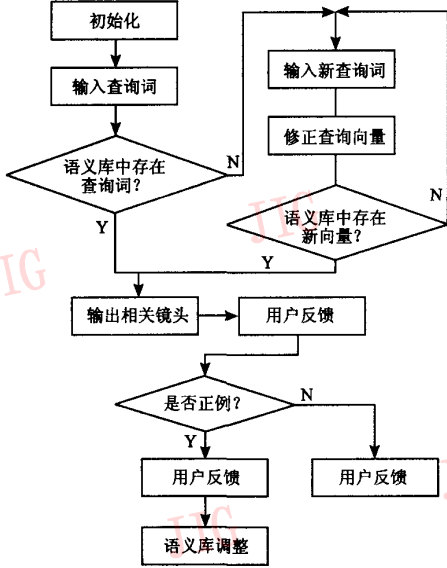 初始化
输入查询词
语义库中存在
查询词?
N
Y
输入新查询词
修正查询向量
语义库中存在
新向量?
N
Y
输出相关镜头
用户反馈
是否正例?
N
Y
用户反馈
用户反馈
语义库调整
JIG
JIG
JIG